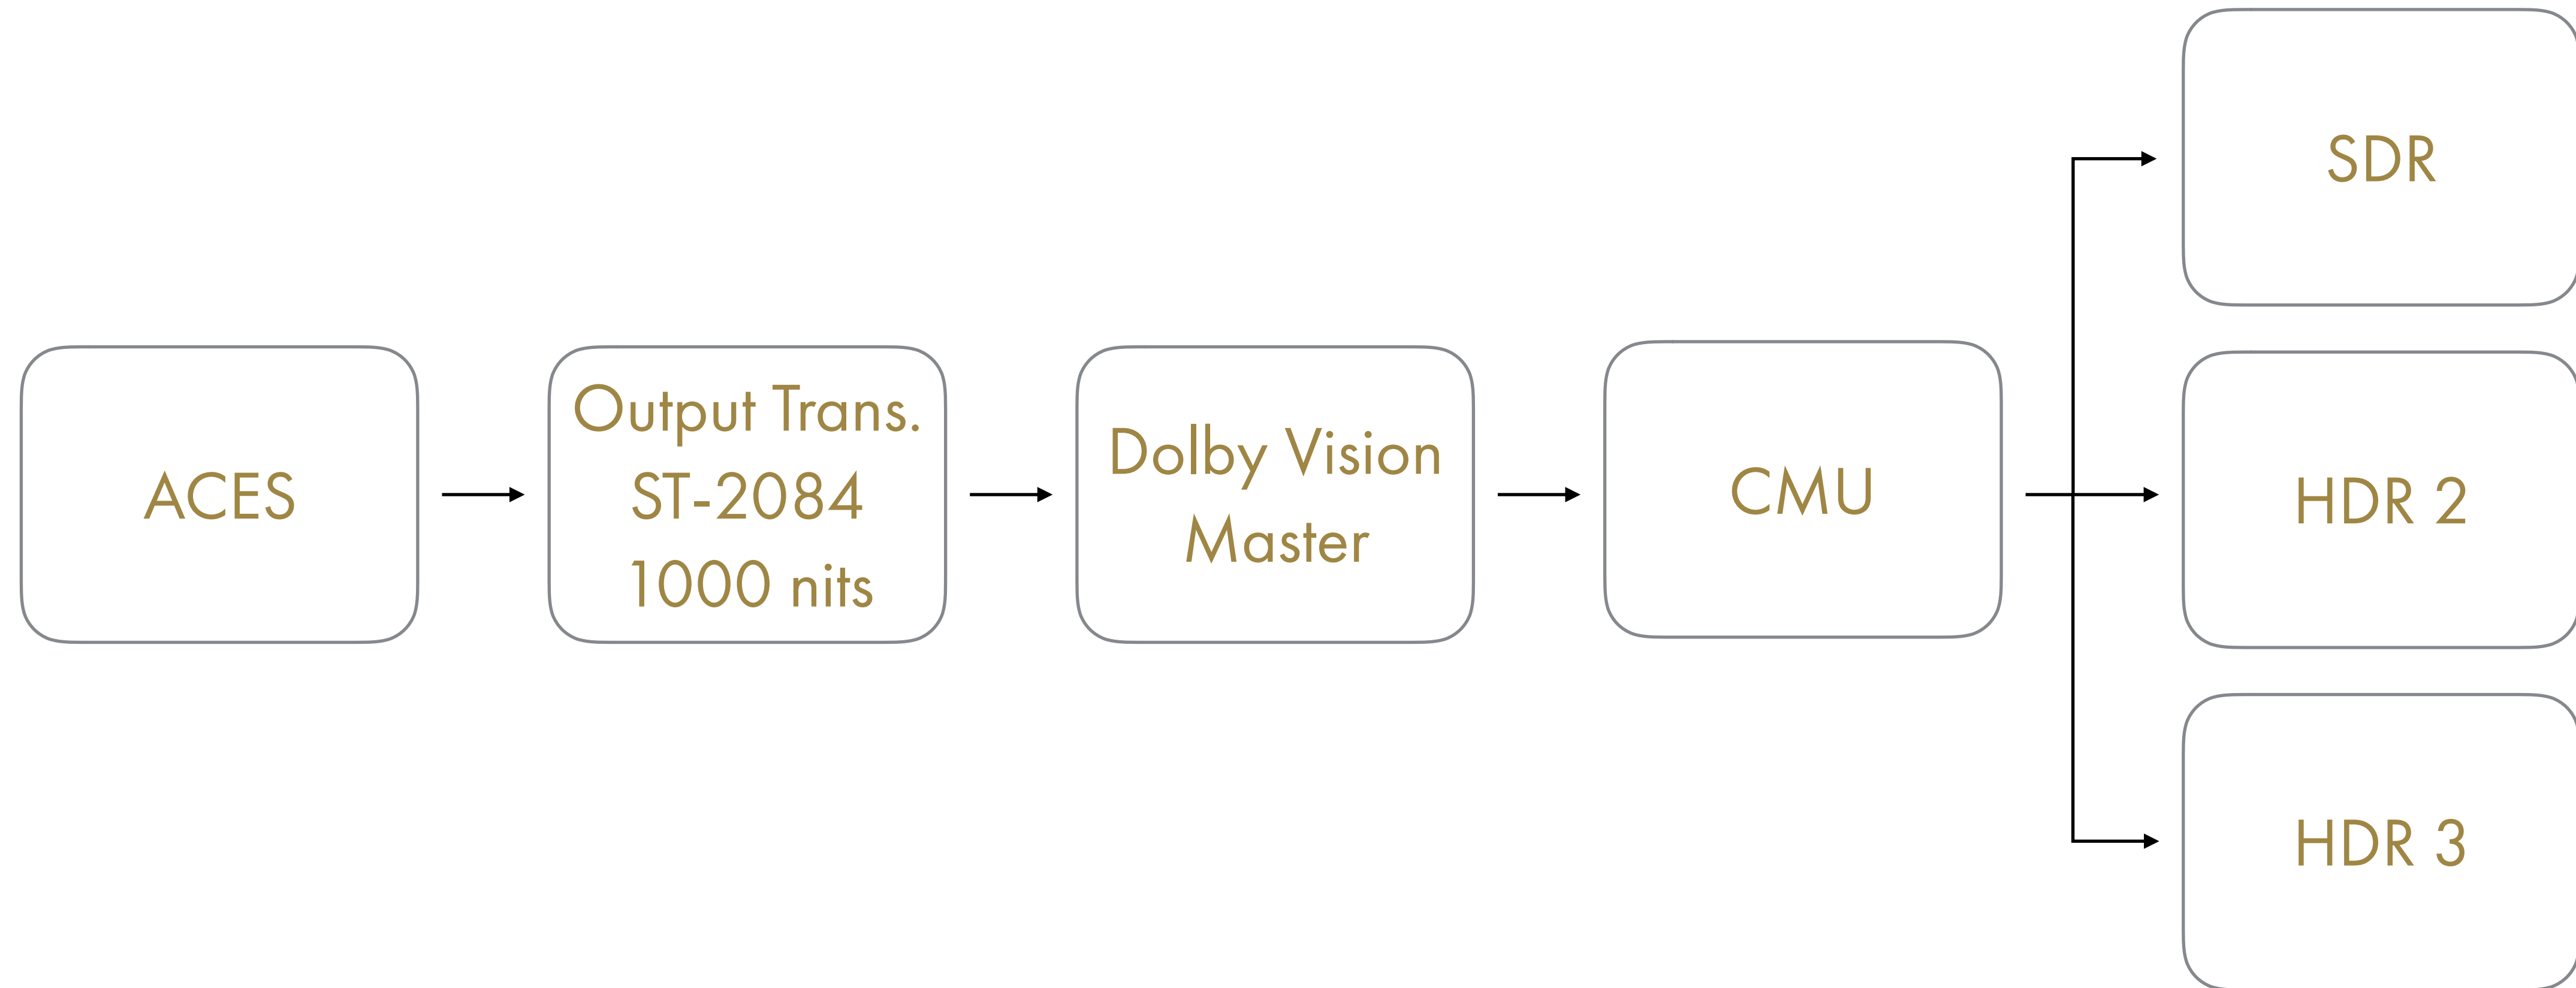 ACES
Output Trans.
ST-2084
1000 nits
Dolby Vision
Master
CMU
SDR
HDR 2
HDR 3